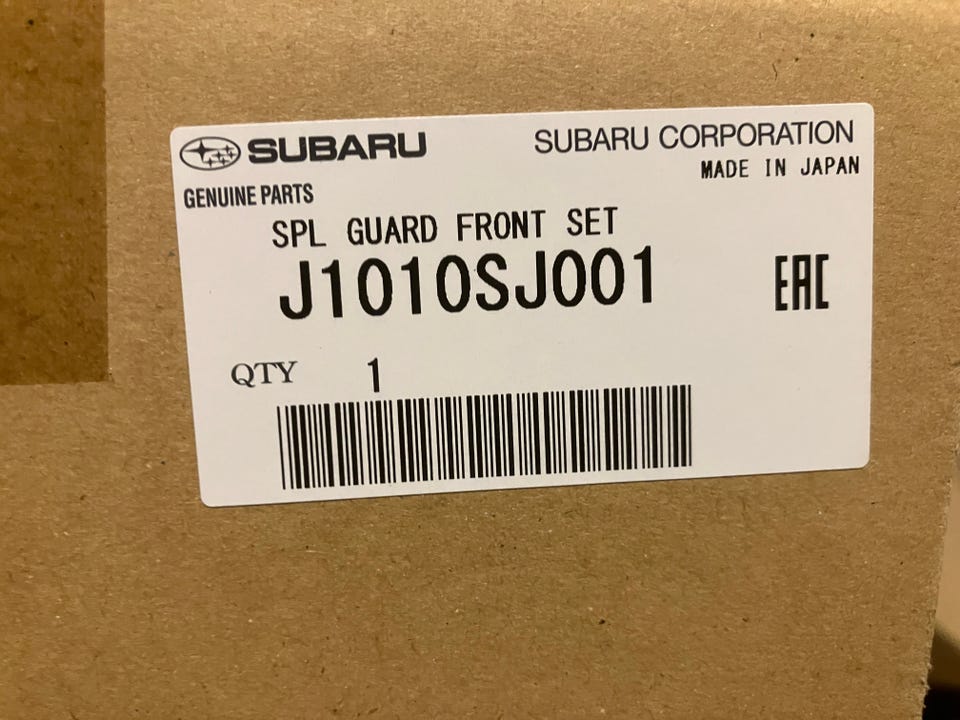 SUBARU
SUBARU CORPORATION
MADE IN JAPAN
GENUINE PARTS
SPL GUARD FRONT SET
J1010SJ001
EAC
QTY 1